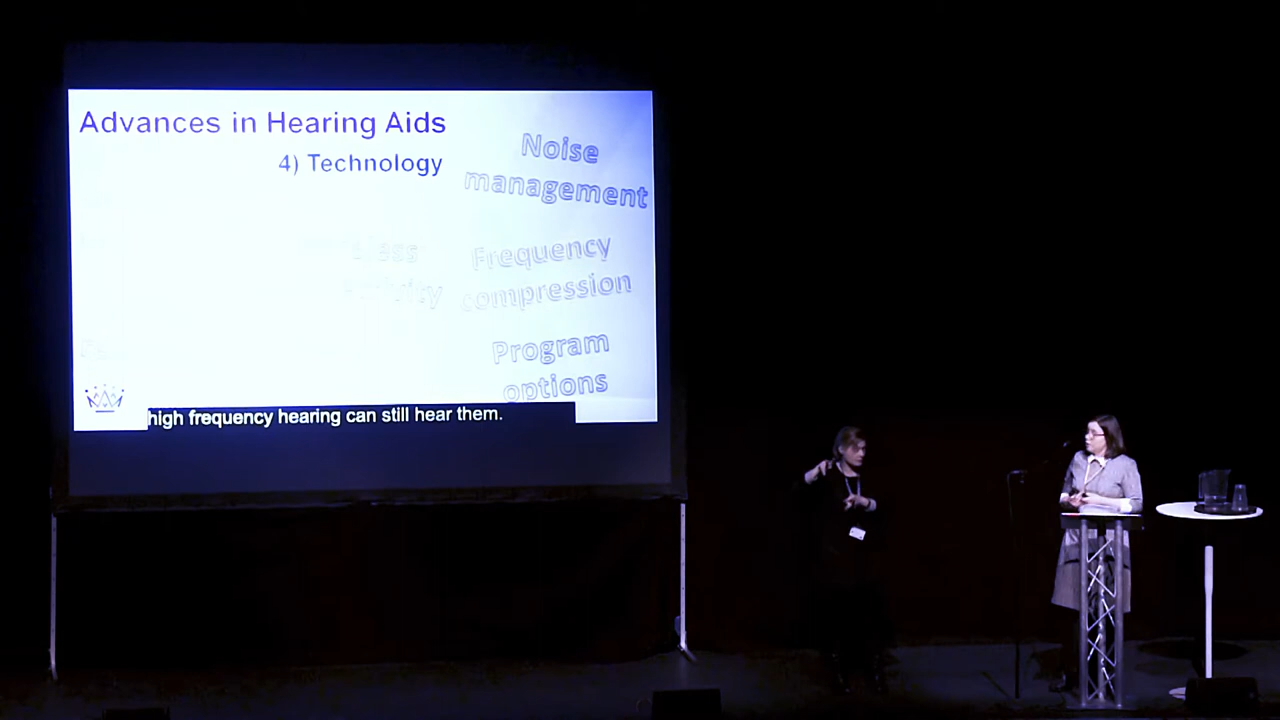 Advances in Hearing Aids
4) Technology
Noise
management
Frequency
compression
Program
options
high frequency hearing can still hear them.